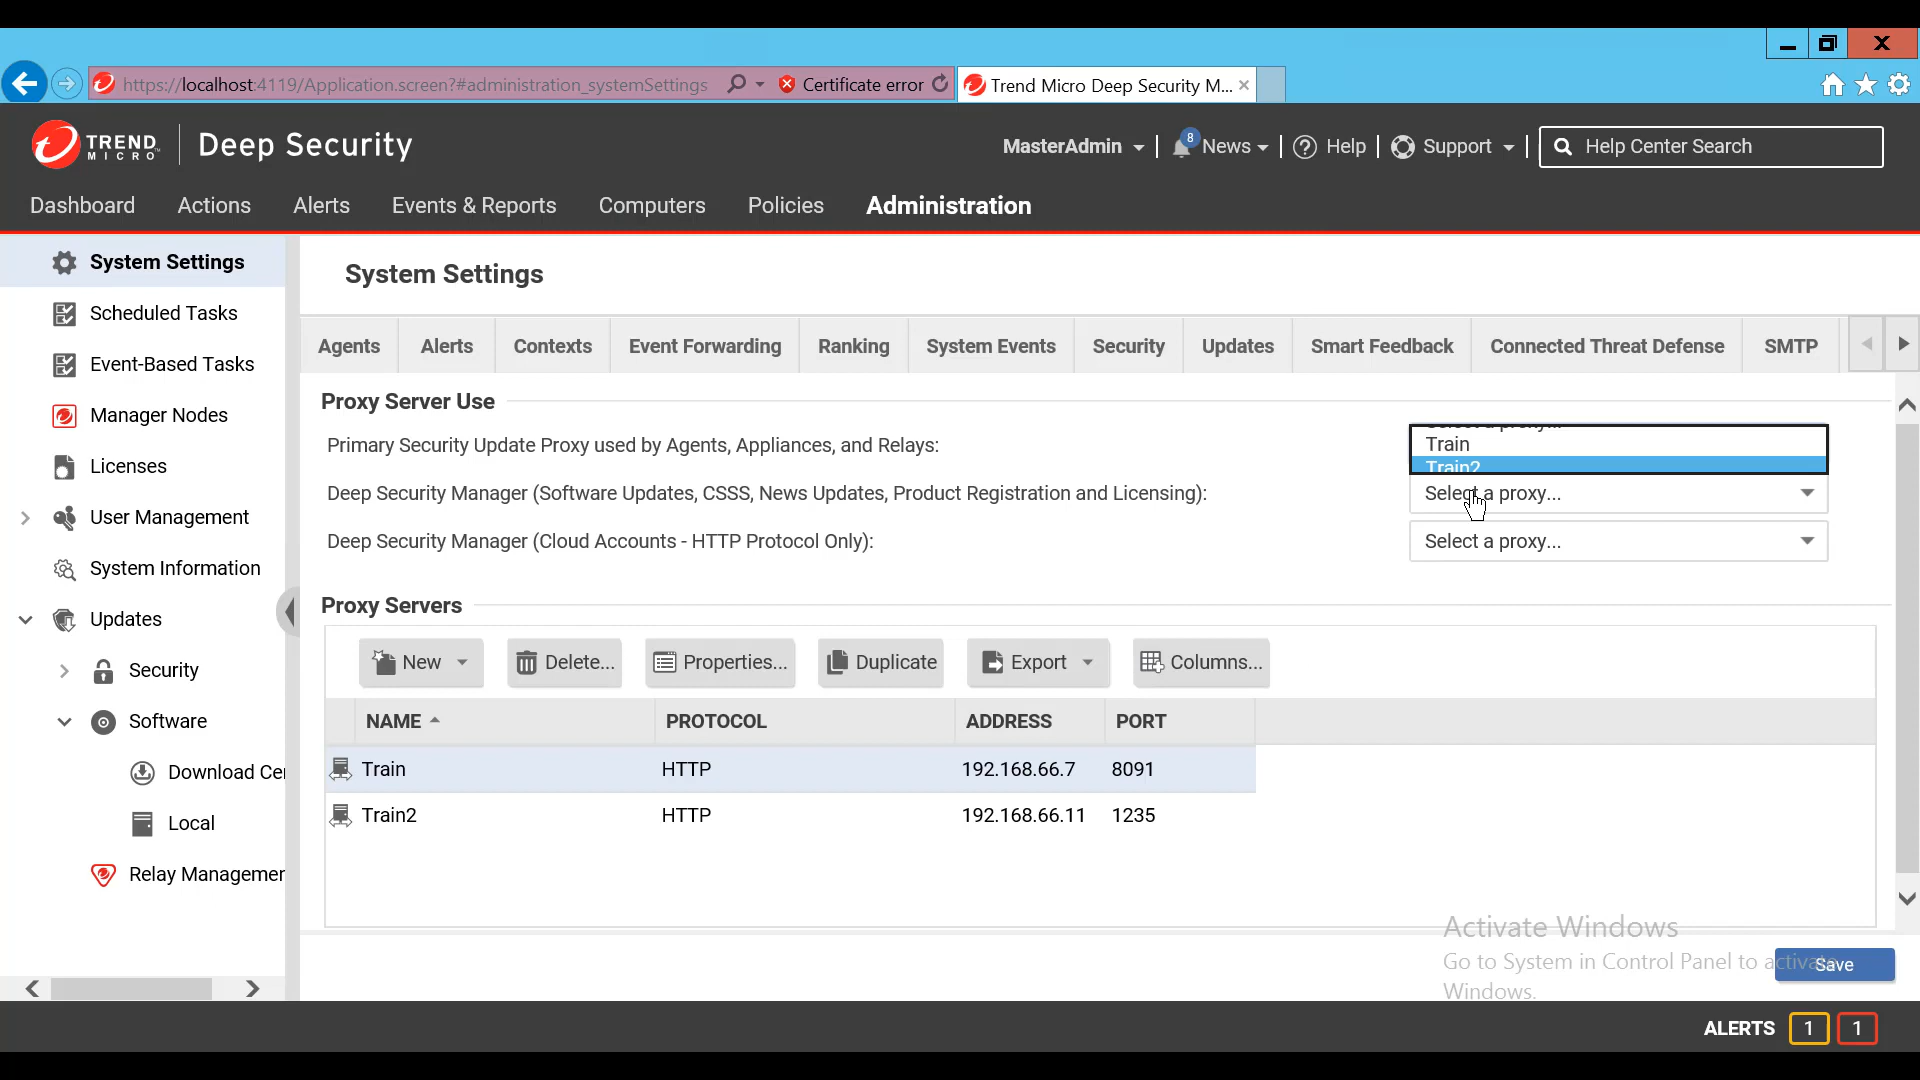 https://localhost:4119/Application.screen?#administration_systemSettings
Certificate error
Trend Micro Deep Security M...
TREND MICRO
Deep Security
MasterAdmin
8
News
Help
Support
Help Center Search
Dashboard
Actions
Alerts
Events & Reports
Computers
Policies
Administration
System Settings
Scheduled Tasks
Event-Based Tasks
Manager Nodes
Licenses
User Management
System Information
Updates
Security
Software
Download Cer
Local
Relay Managemer
System Settings
Agents
Alerts
Contexts
Event Forwarding
Ranking
System Events
Security
Updates
Smart Feedback
Connected Threat Defense
SMTP
Proxy Server Use
Primary Security Update Proxy used by Agents, Appliances, and Relays:
Select a proxy...
Train
Train2
Deep Security Manager (Software Updates, CSSS, News Updates, Product Registration and Licensing):
Select a proxy...
Deep Security Manager (Cloud Accounts - HTTP Protocol Only):
Select a proxy...
Proxy Servers
New
Delete...
Properties...
Duplicate
Export
Columns...
NAME
PROTOCOL
ADDRESS
PORT
Train
HTTP
192.168.66.7
8091
Train2
HTTP
192.168.66.11
1235
Activate Windows
Go to System in Control Panel to activate
Windows.
Save
ALERTS
1
1